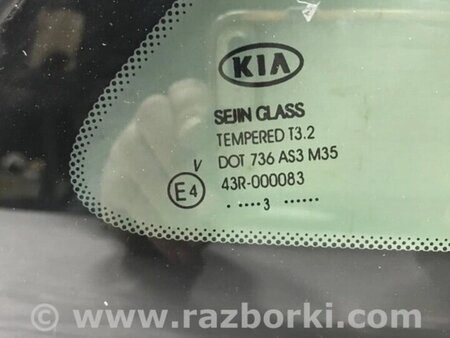 KIA
SEJIN GLASS
TEMPERED T3.2
V DOT 736 AS3 M35
E4 43R-000083
..... 3 ....
© www.razborki.com